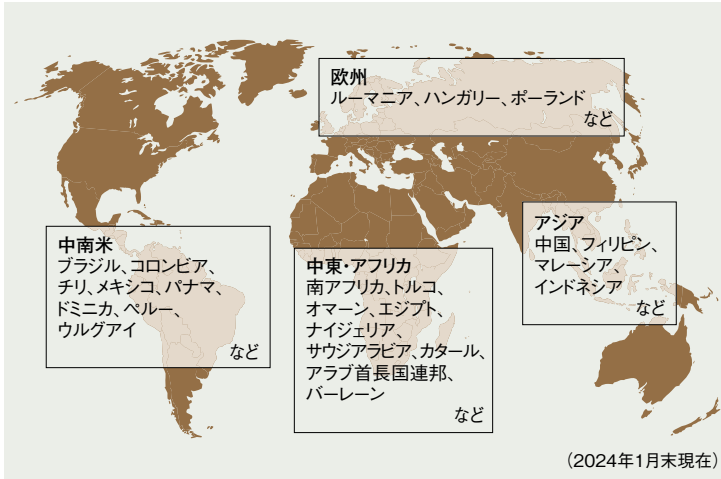 欧州
ルーマニア、ハンガリー、ポーランド
など
中南米
ブラジル、コロンビア、
チリ、メキシコ、パナマ、
ドミニカ、ペルー、
ウルグアイ
など
中東・アフリカ
南アフリカ、トルコ、
オマーン、エジプト、
ナイジェリア、
サウジアラビア、カタール、
アラブ首長国連邦、
バーレーン
など
アジア
中国、フィリピン、
マレーシア、
インドネシア
など
（2024年1月末現在）